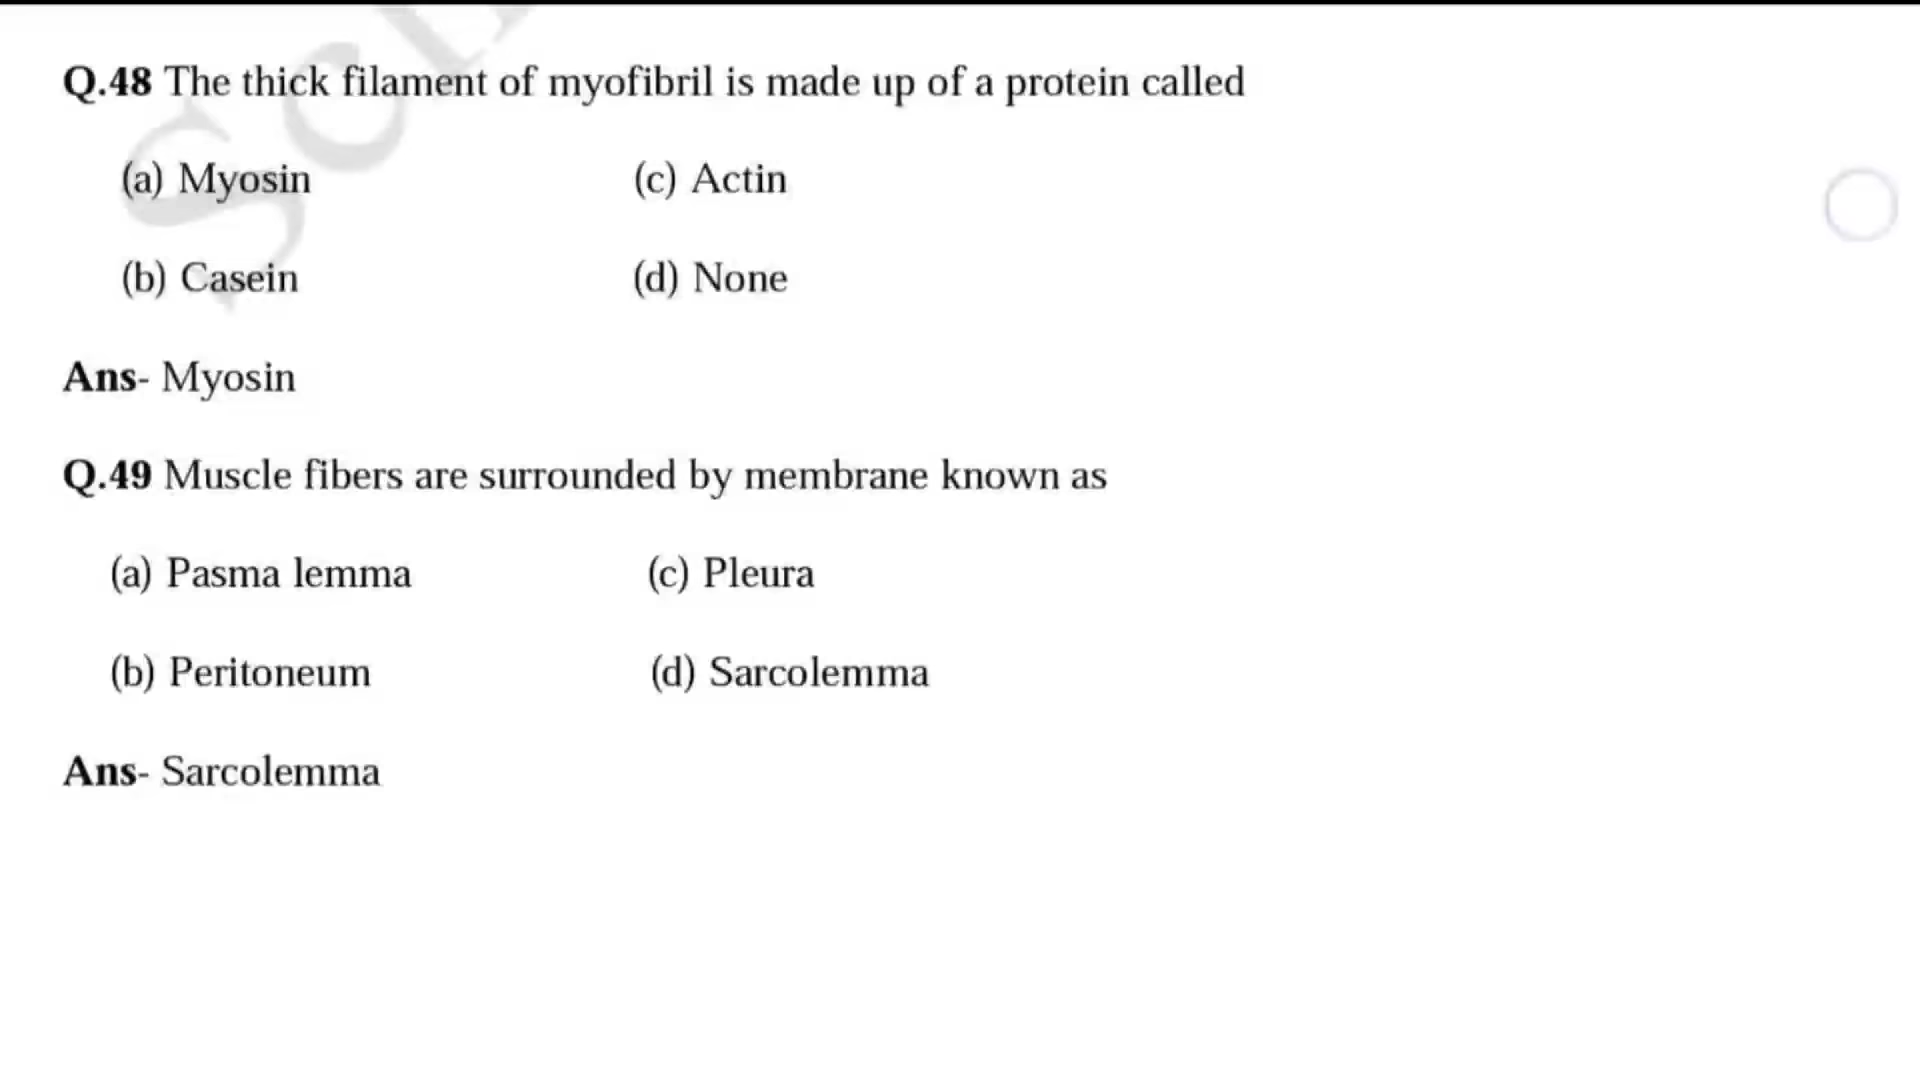 Q.48 The thick filament of myofibril is made up of a protein called
(a) Myosin (c) Actin
(b) Casein (d) None
Ans- Myosin
Q.49 Muscle fibers are surrounded by membrane known as
(a) Pasma lemma (c) Pleura
(b) Peritoneum (d) Sarcolemma
Ans- Sarcolemma